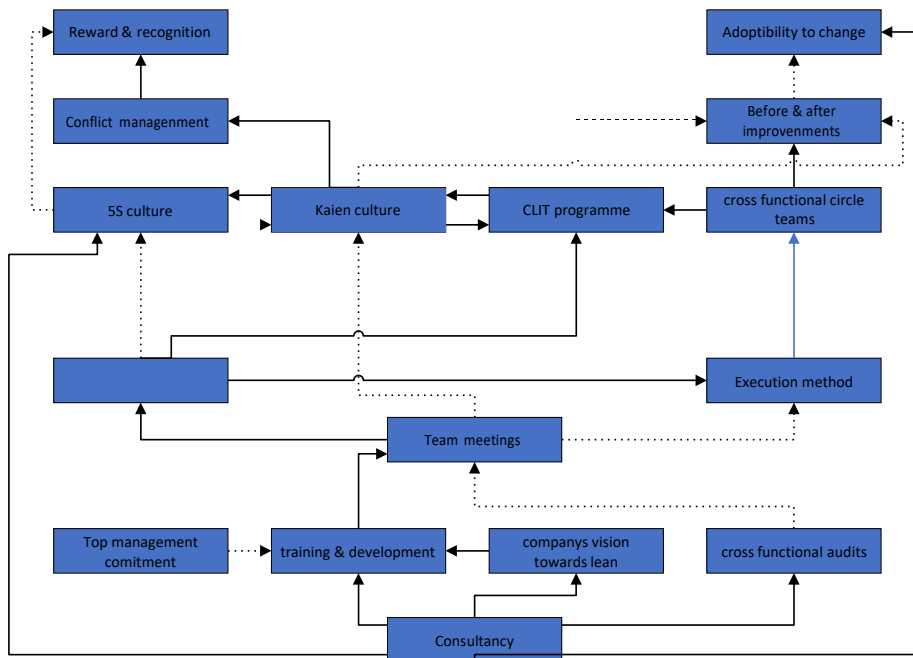 Reward & recognition
Adoptibility to change
Conflict managenment
Before & after
improvenments
5S culture
Kaien culture
CLIT programme
cross functional circle
teams
Execution method
Team meetings
Top management
comitment
training & development
companys vision
towards lean
cross functional audits
Consultancy